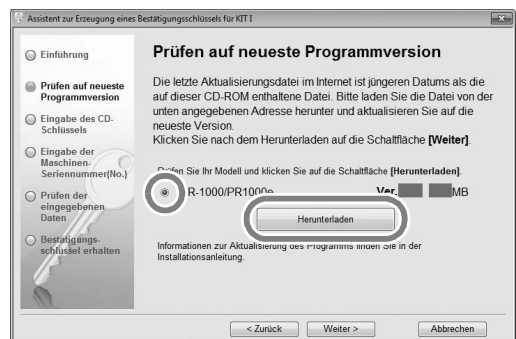 Assistent zur Erzeugung eines Bestätigungsschlüssels für KIT I
Einführung
Prüfen auf neueste
Programmversion
Eingabe des CD-
Schlüssels
Eingabe der
Maschinen-
Seriennummer(No.)
Prüfen der
eingegebenen
Daten
Bestätigungs-
schlüssel erhalten
Prüfen auf neueste Programmversion
Die letzte Aktualisierungsdatei im Internet ist jüngeren Datums als die
auf dieser CD-ROM enthaltene Datei. Bitte laden Sie die Datei von der
unten angegebenen Adresse herunter und aktualisieren Sie auf die
neueste Version.
Klicken Sie nach dem Herunterladen auf die Schaltfläche [Weiter].
Prüfen Sie Ihr Modell und klicken Sie auf die Schaltfläche [Herunterladen].
R-1000/PR1000e Ver. MB
Herunterladen
Informationen zur Aktualisierung des Programms finden Sie in der
Installationsanleitung.
< Zurück Weiter > Abbrechen